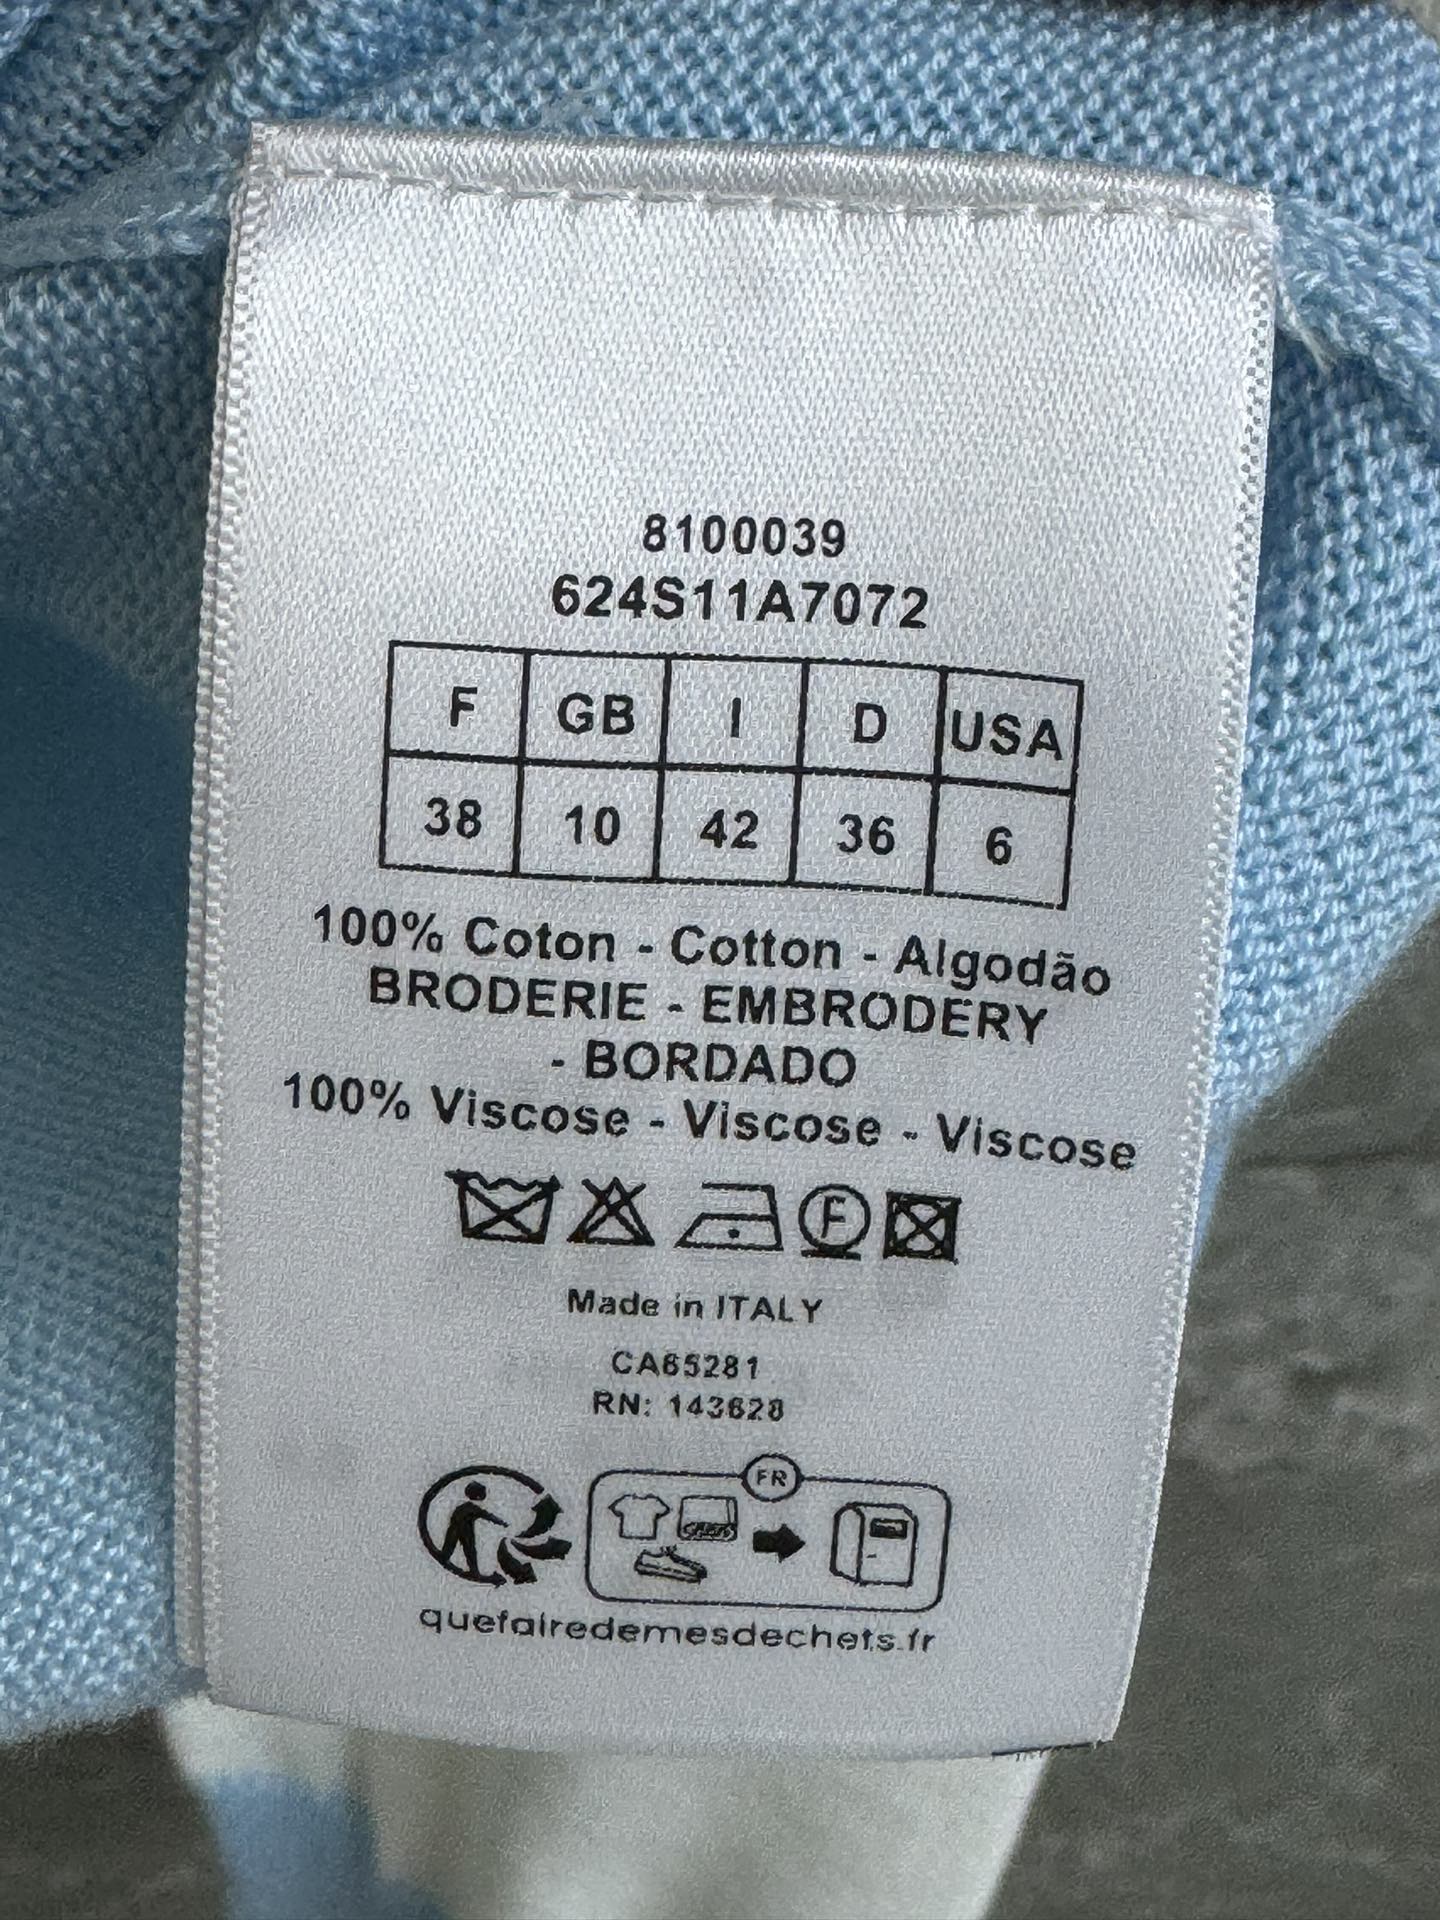 8100039
624S11A7072
F GB I D USA
38 10 42 36 6
100% Coton - Cotton - Algodão
BRODERIE - EMBRODERY
- BORDADO
100% Viscose - Viscose - Viscose
F
Made in ITALY
CA65281
RN: 143628
FR
quefairedemesdechets.fr